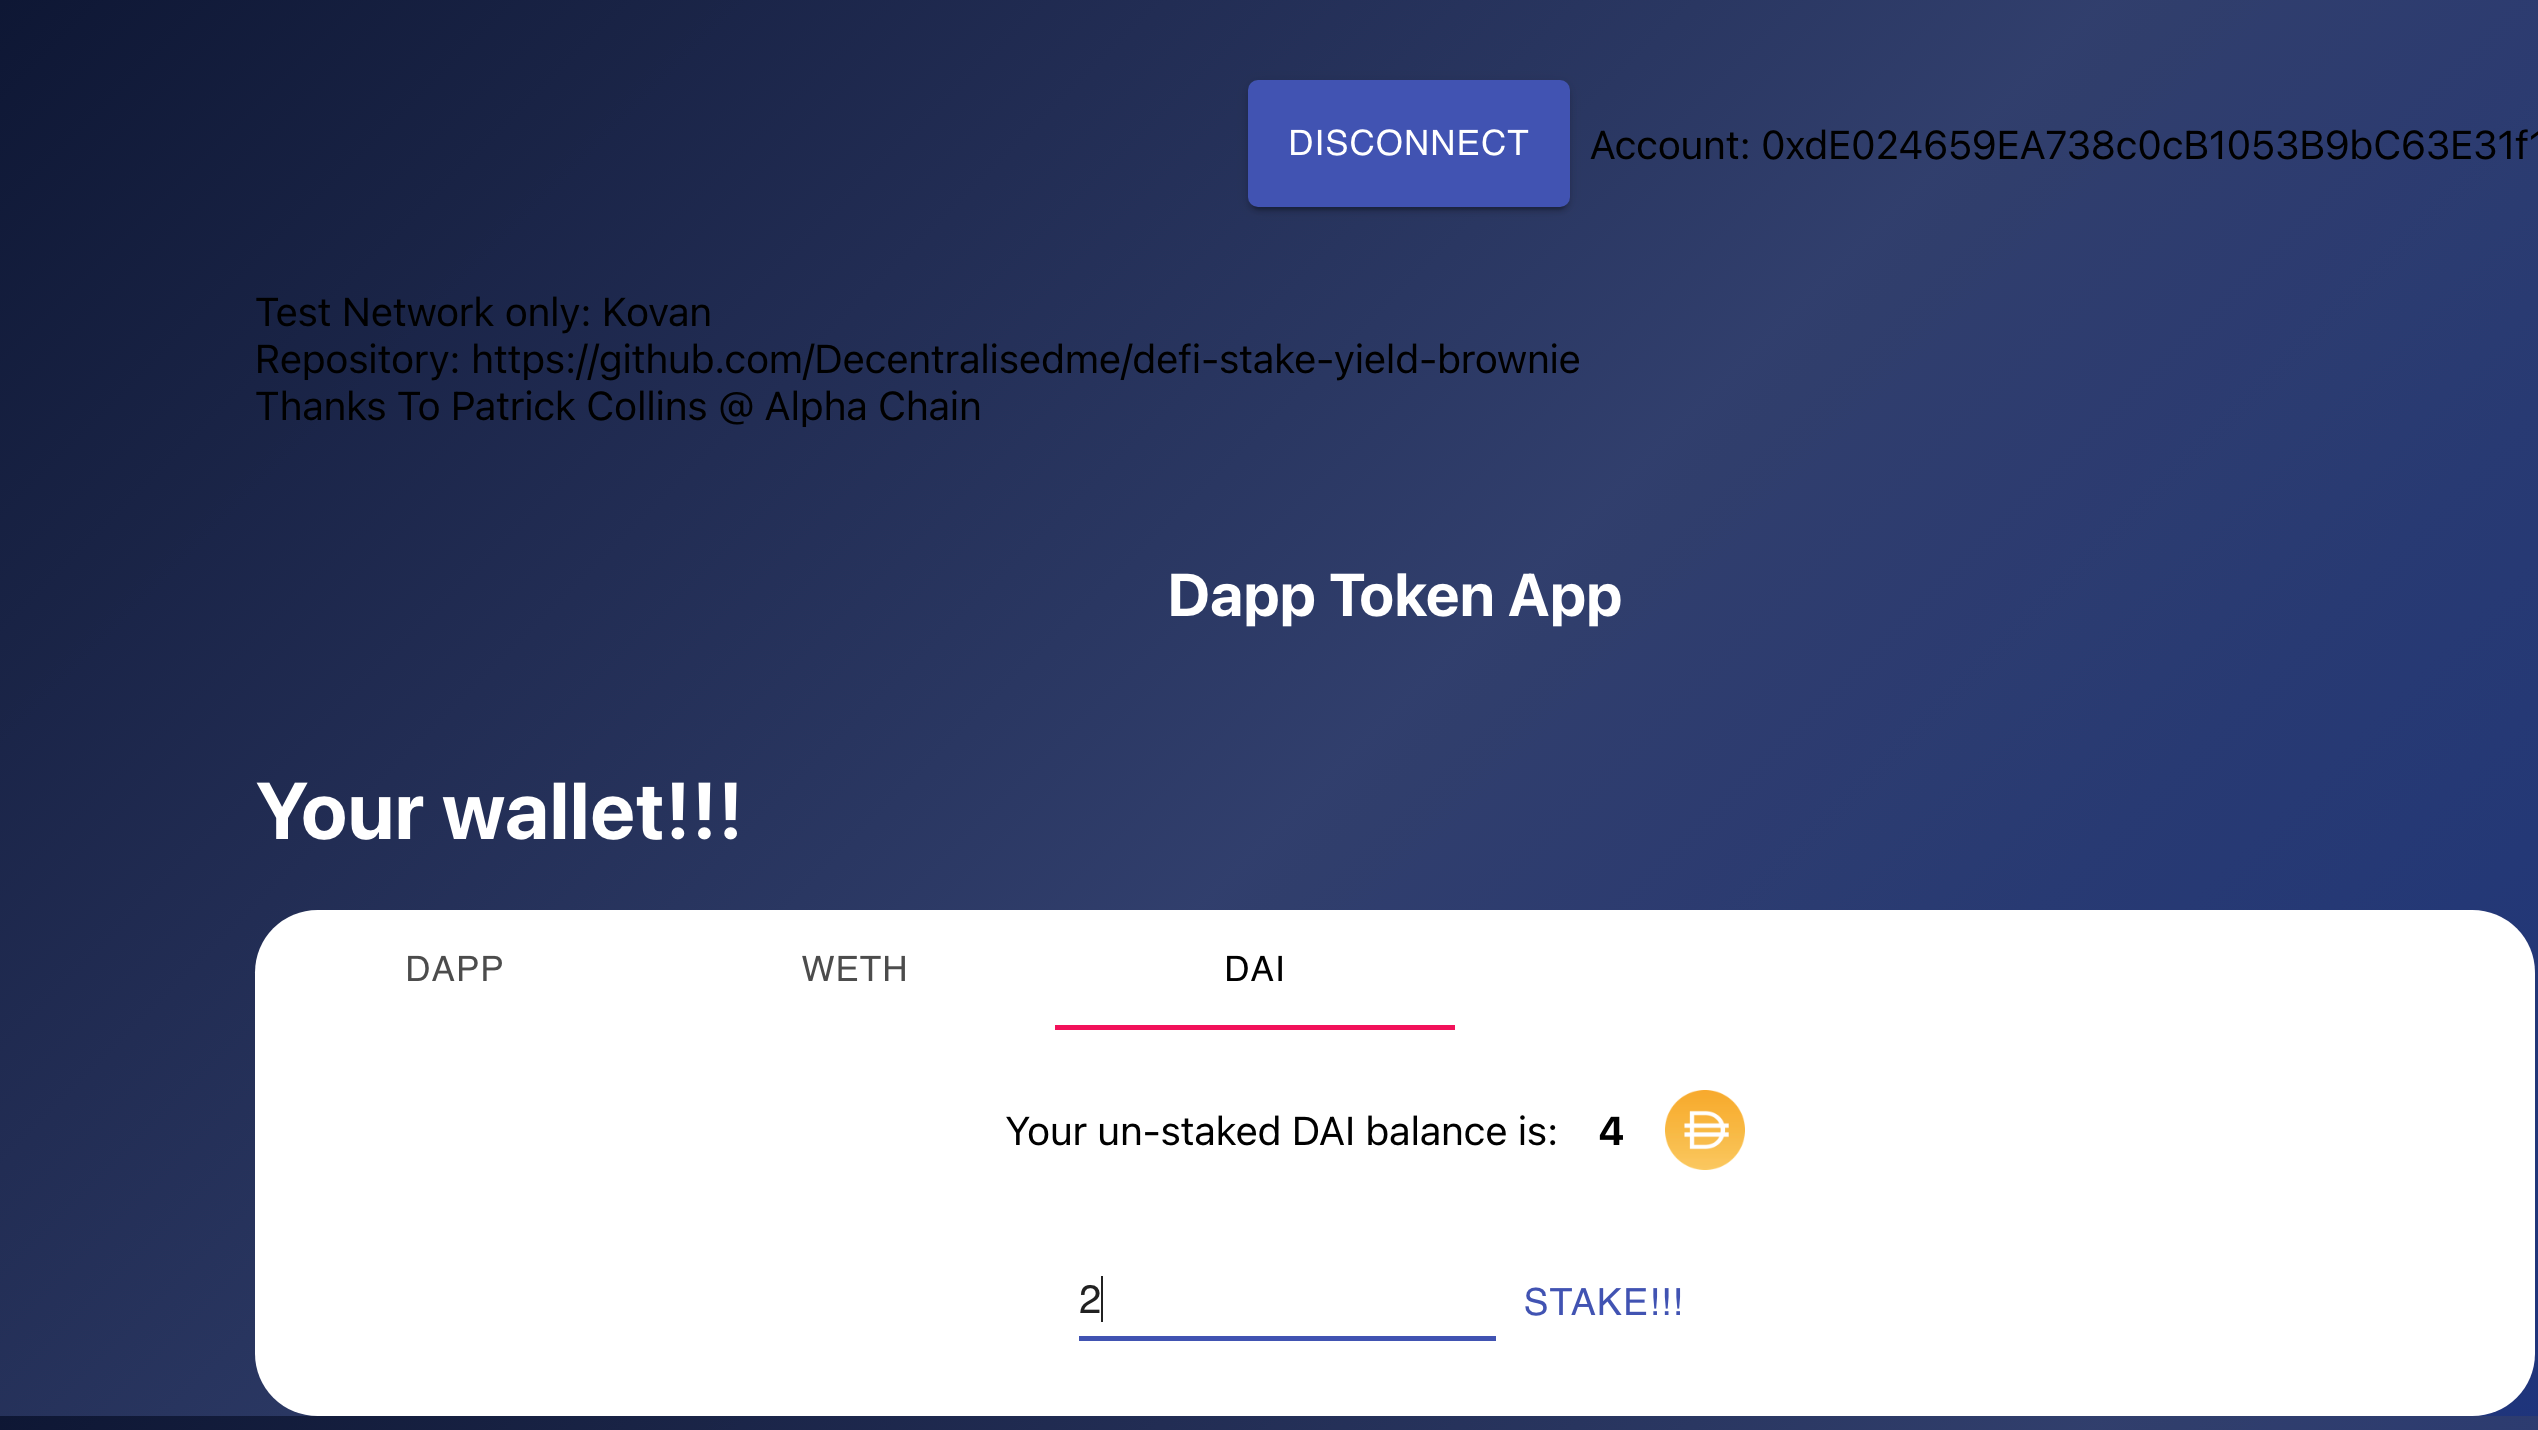 DISCONNECT Account: 0xdE024659EA738c0cB1053B9bC63E31f
Test Network only: Kovan
Repository: https://github.com/Decentralisedme/defi-stake-yield-brownie
Thanks To Patrick Collins @ Alpha Chain
Dapp Token App
Your wallet!!!
DAPP WETH DAI
Your un-staked DAI balance is: 4
2 STAKE!!!